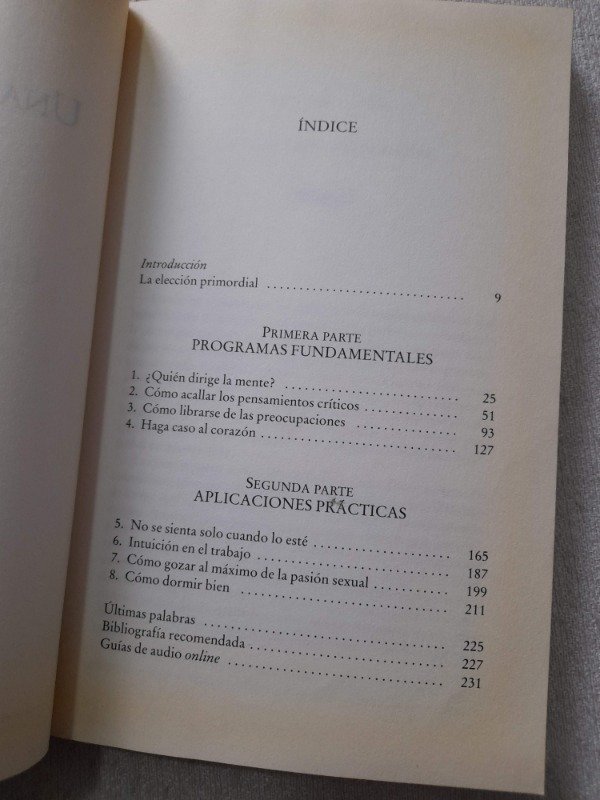 UNA
ÍNDICE
Introducción
La elección primordial ........ 9
PRIMERA PARTE
PROGRAMAS FUNDAMENTALES
1. ¿Quién dirige la mente? ........ 25
2. Cómo acallar los pensamientos críticos ........ 51
3. Cómo librarse de las preocupaciones ........ 93
4. Haga caso al corazón ........ 127
SEGUNDA PARTE
APLICACIONES PRÁCTICAS
5. No se sienta solo cuando lo esté ........ 165
6. Intuición en el trabajo ........ 187
7. Cómo gozar al máximo de la pasión sexual ........ 199
8. Cómo dormir bien ........ 211
Últimas palabras ........ 225
Bibliografía recomendada ........ 227
Guías de audio online ........ 231